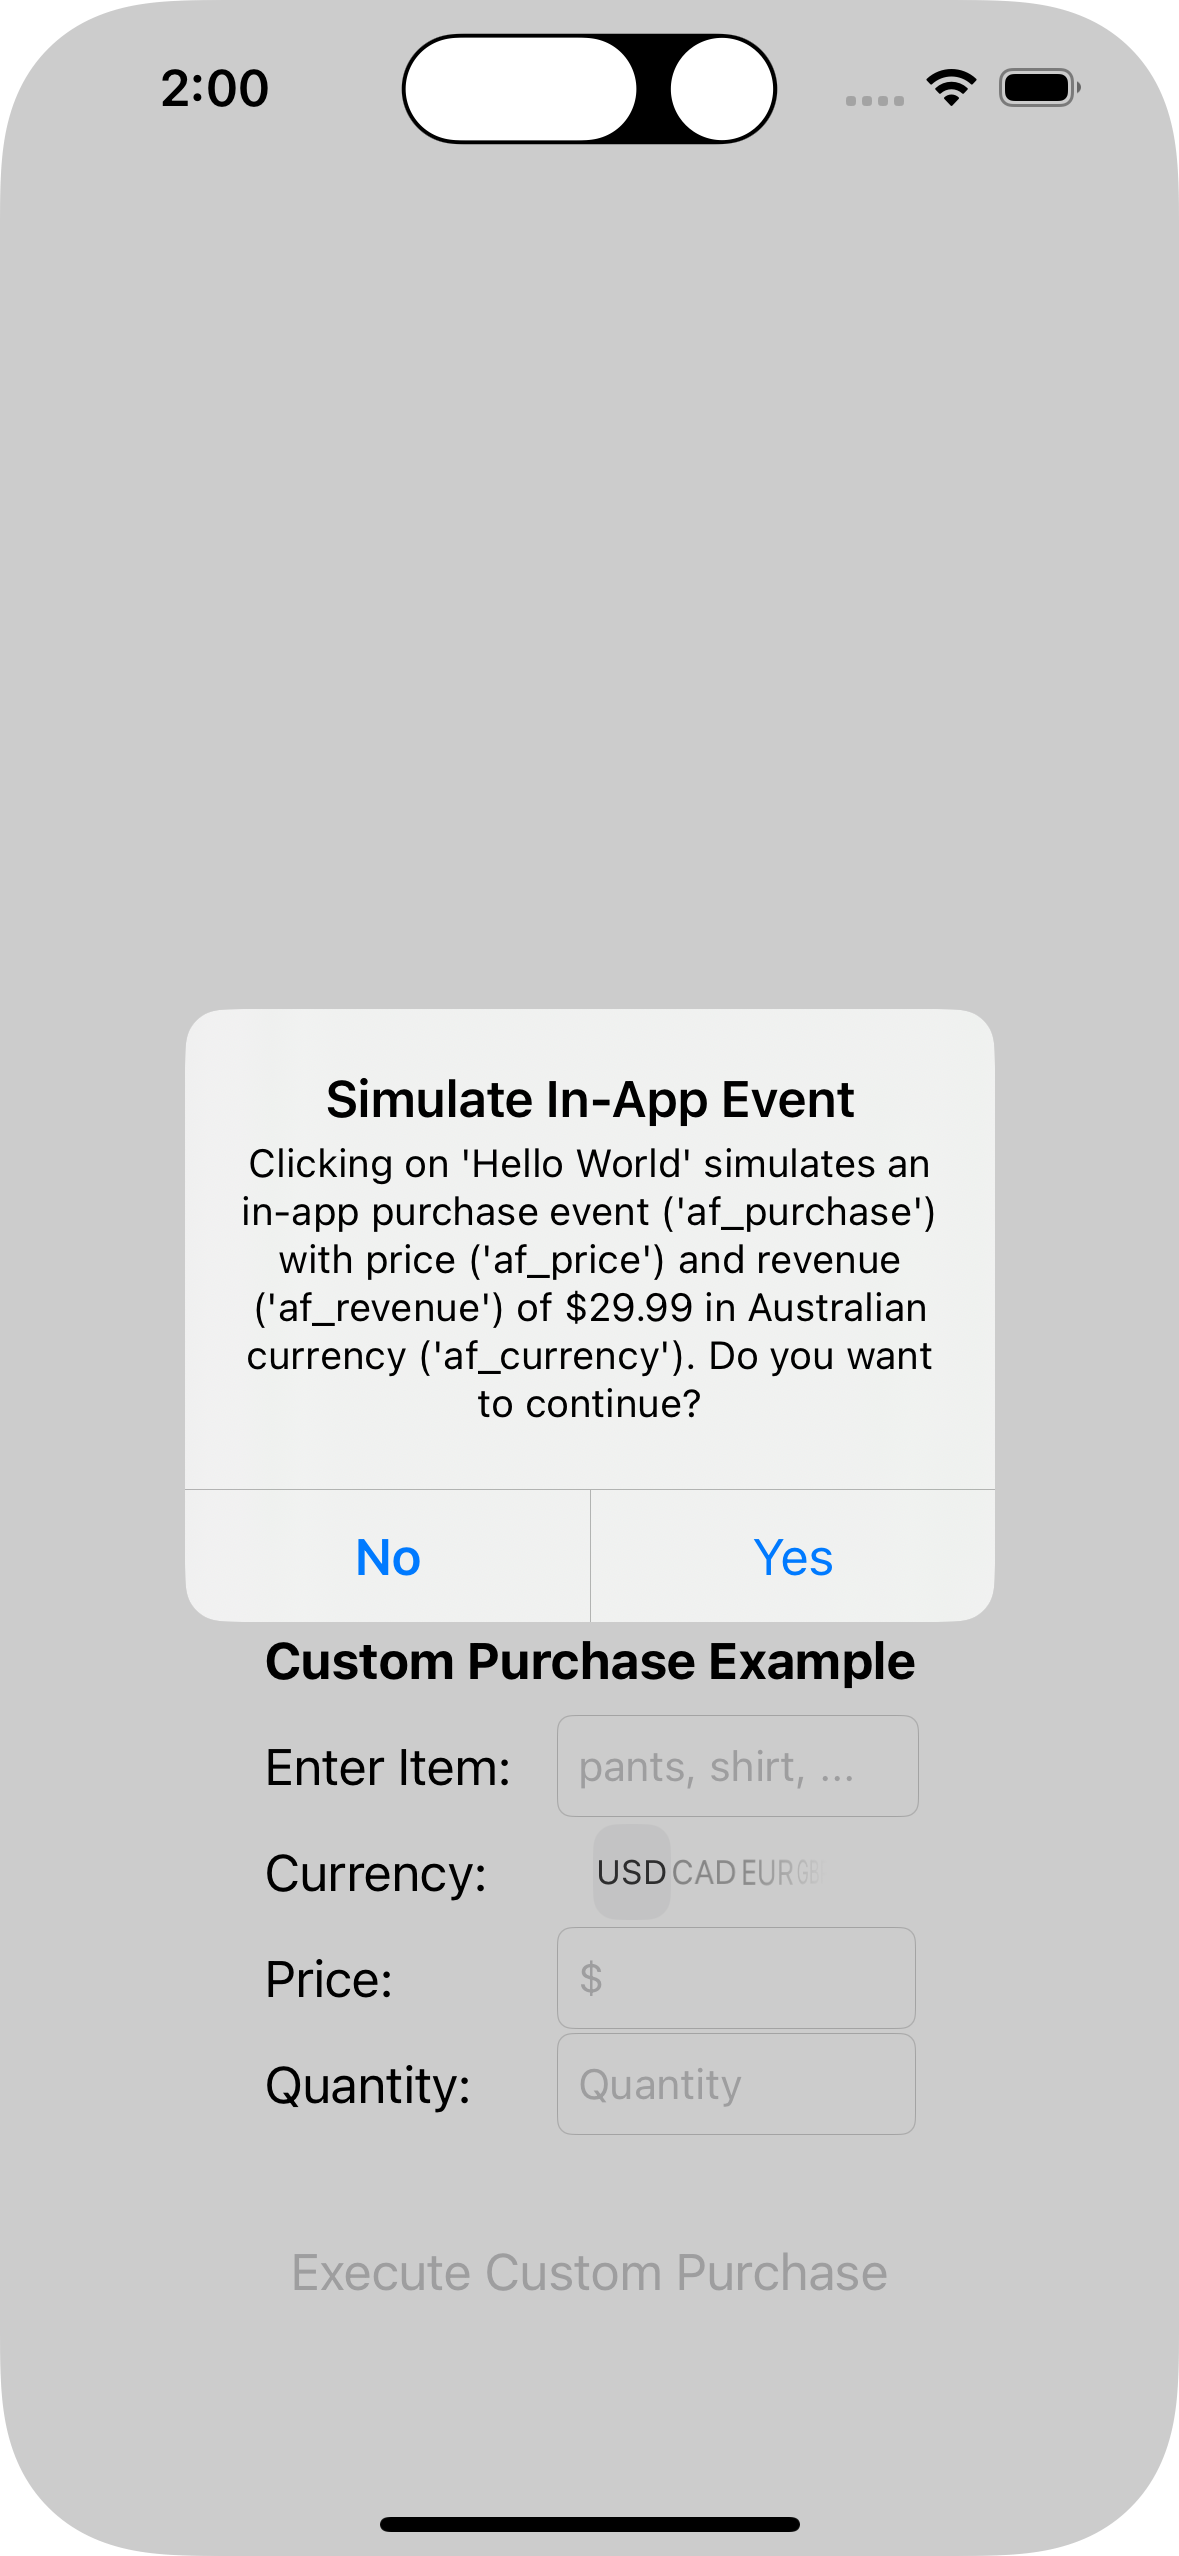 2:00
Simulate In-App Event
Clicking on 'Hello World' simulates an
in-app purchase event ('af_purchase')
with price ('af_price') and revenue
('af_revenue') of $29.99 in Australian
currency ('af_currency'). Do you want
to continue?
No Yes
Custom Purchase Example
Enter Item: pants, shirt, ...
Currency: USD CAD EUR
Price: $
Quantity: Quantity
Execute Custom Purchase